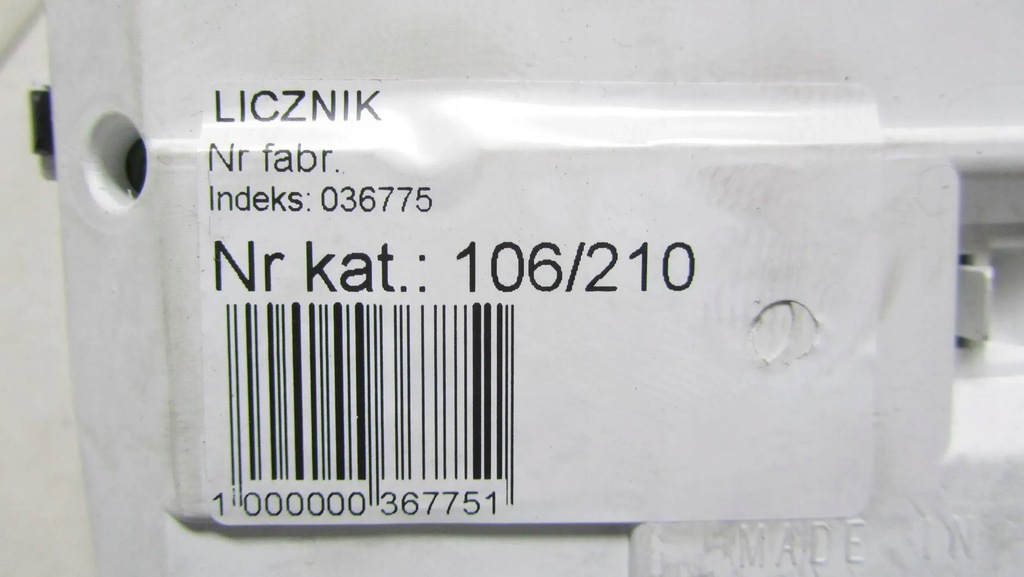 LICZNIK
Nr fabr.
Indeks: 036775
Nr kat.: 106/210
1 000000 367751
MADE IN